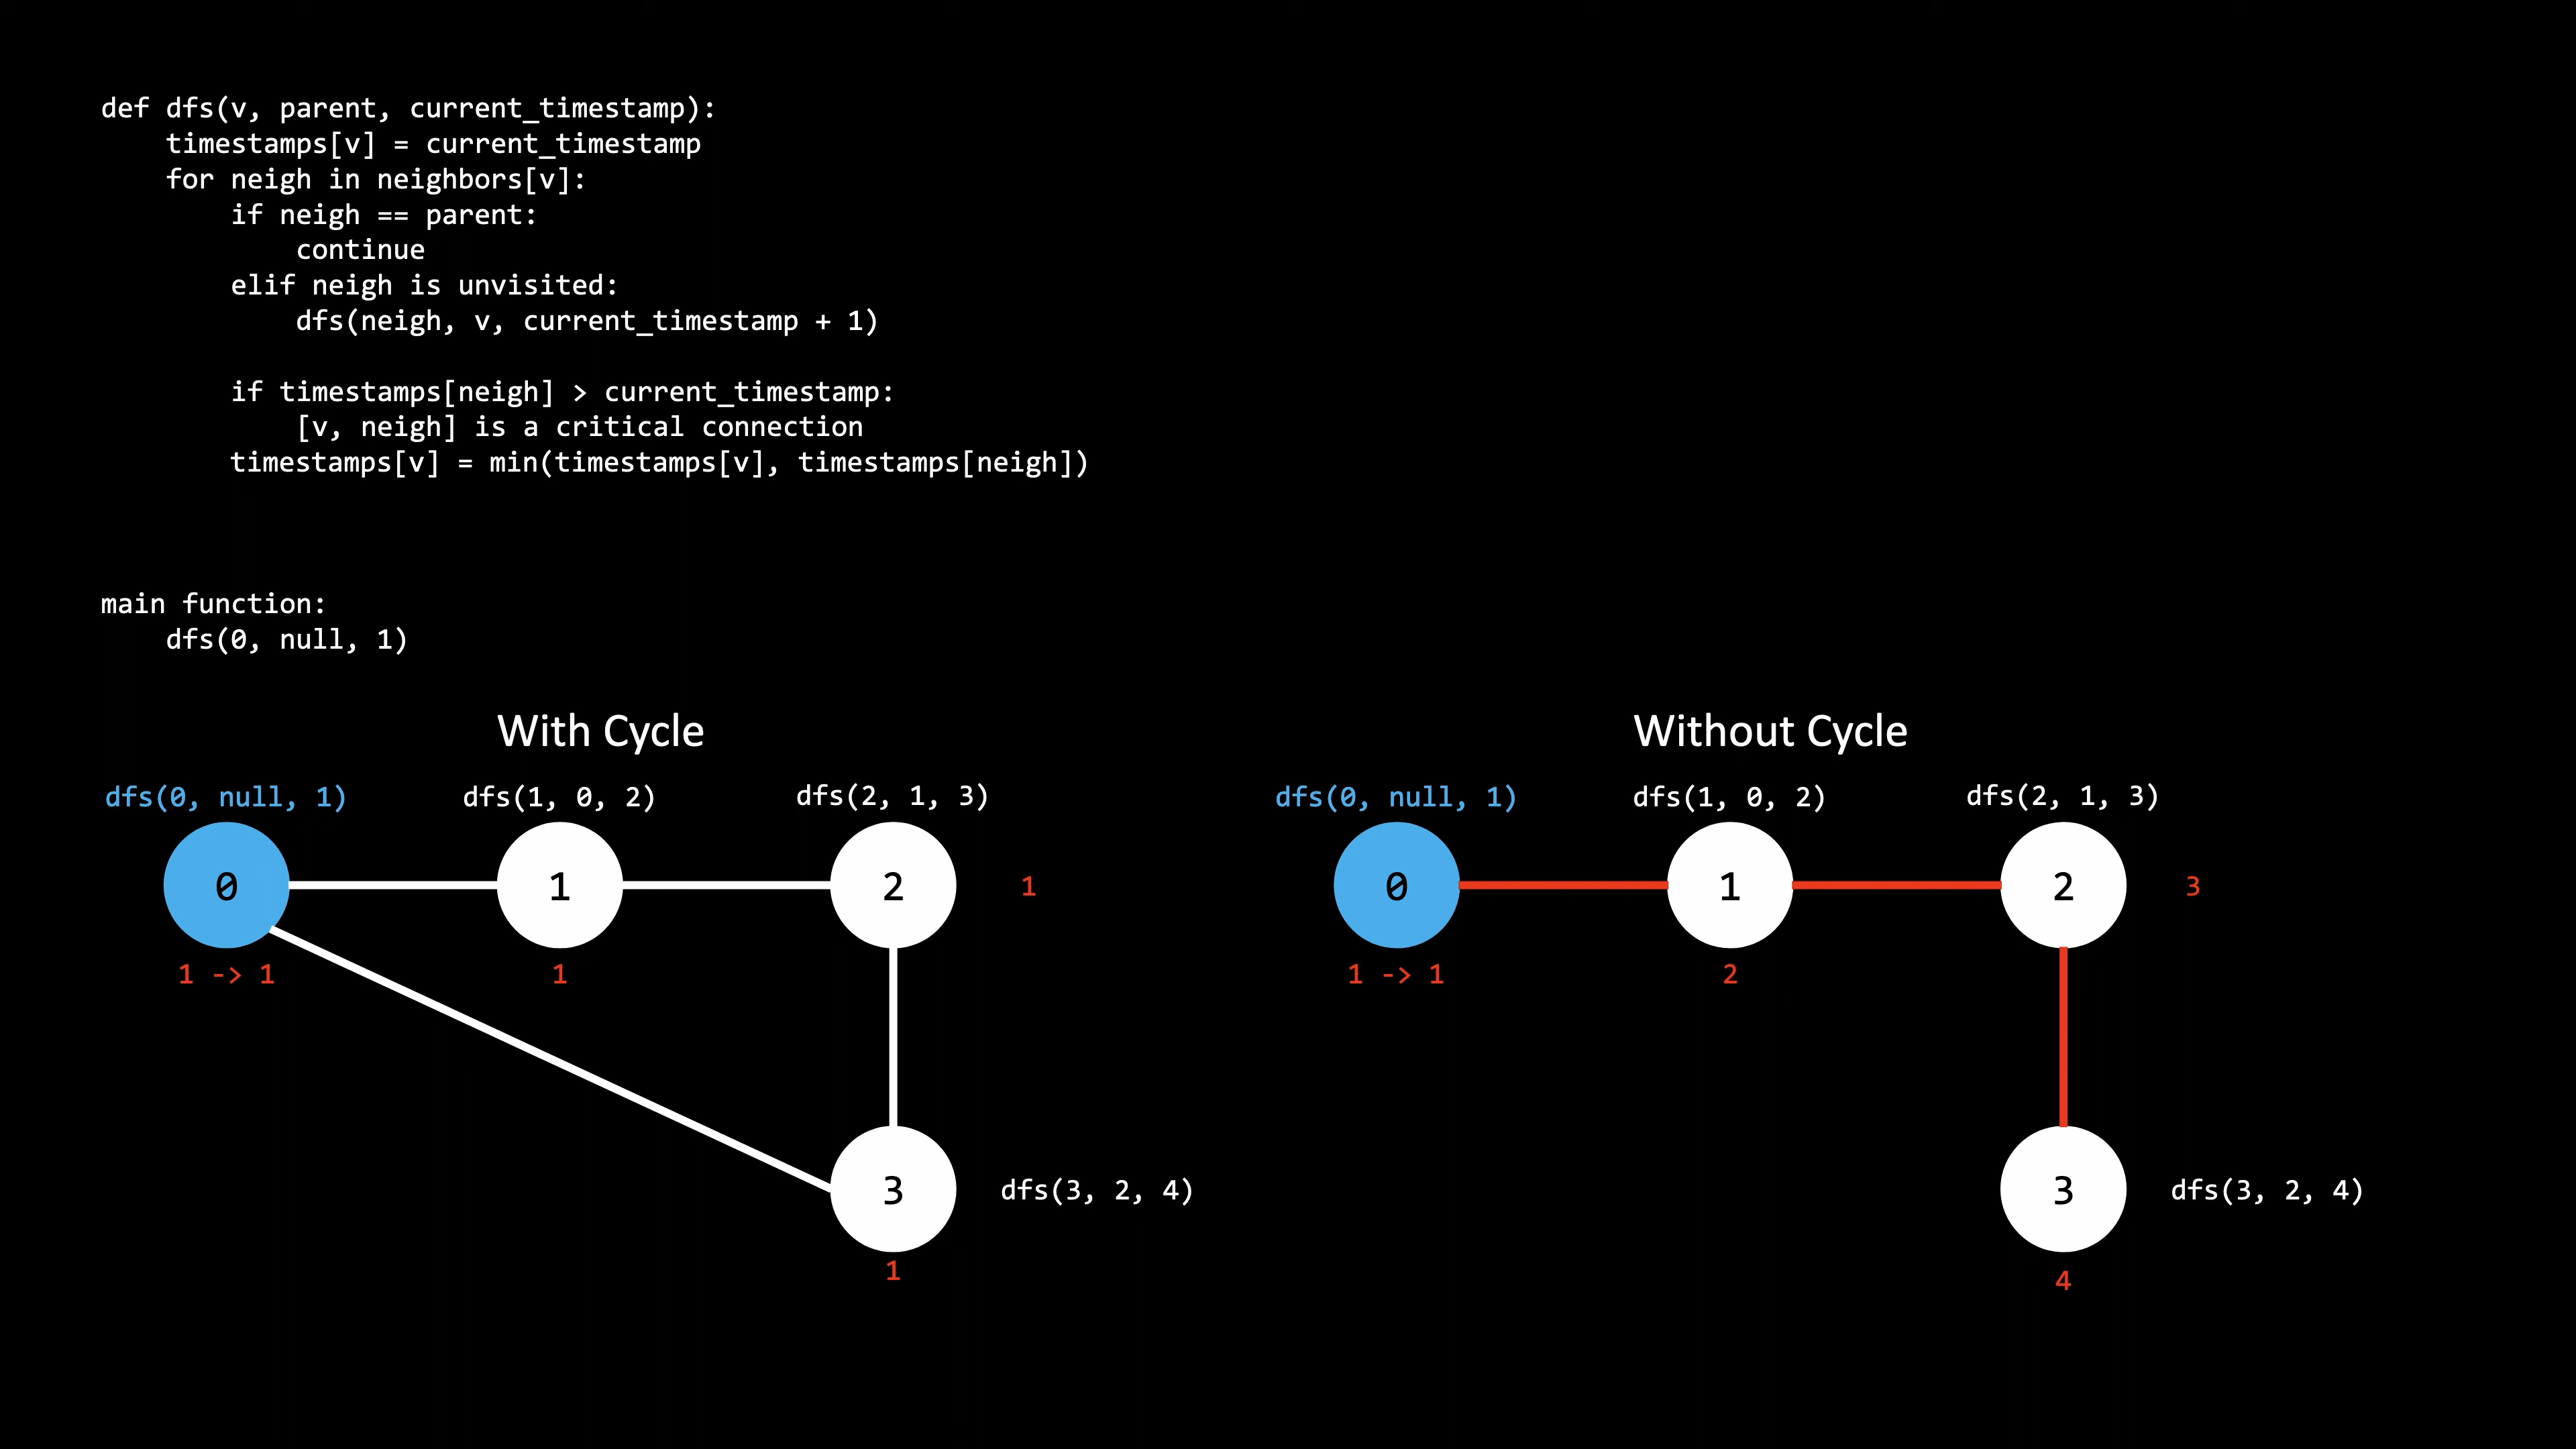 def dfs(v, parent, current_timestamp):
    timestamps[v] = current_timestamp
    for neigh in neighbors[v]:
        if neigh == parent:
            continue
        elif neigh is unvisited:
            dfs(neigh, v, current_timestamp + 1)
        if timestamps[neigh] > current_timestamp:
            [v, neigh] is a critical connection
        timestamps[v] = min(timestamps[v], timestamps[neigh])
main function:
    dfs(0, null, 1)
With Cycle
dfs(0, null, 1) dfs(1, 0, 2) dfs(2, 1, 3)
0 1 2 1
1 -> 1 1
3 dfs(3, 2, 4)
1
Without Cycle
dfs(0, null, 1) dfs(1, 0, 2) dfs(2, 1, 3)
0 1 2 3
1 -> 1 2
3 dfs(3, 2, 4)
4